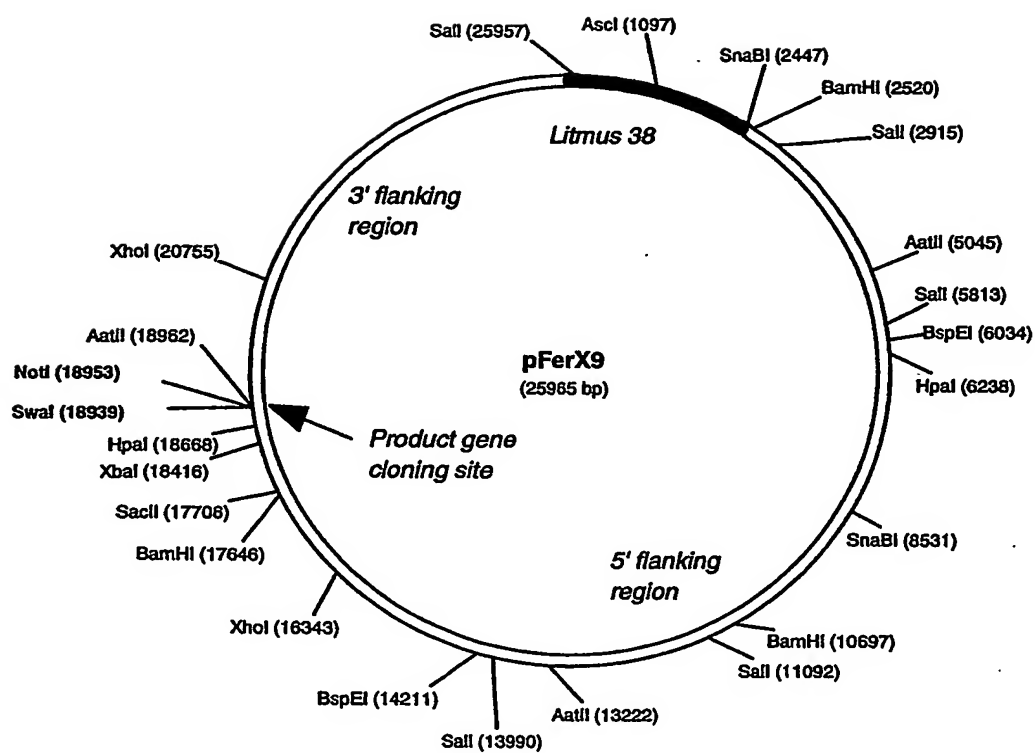 SalI (25957)
AscI (1097)
SnaBI (2447)
BamHI (2520)
SalI (2915)
Litmus 38
3' flanking
region
XhoI (20755)
AatII (5045)
SalI (5813)
BspEI (6034)
HpaI (6238)
AatII (18962)
NotI (18953)
SwaI (18939)
HpaI (18668)
XbaI (18416)
SacII (17708)
BamHI (17646)
pFerX9
(25965 bp)
Product gene
cloning site
SnaBI (8531)
5' flanking
region
XhoI (16343)
BamHI (10697)
SalI (11092)
BspEI (14211)
AatII (13222)
SalI (13990)